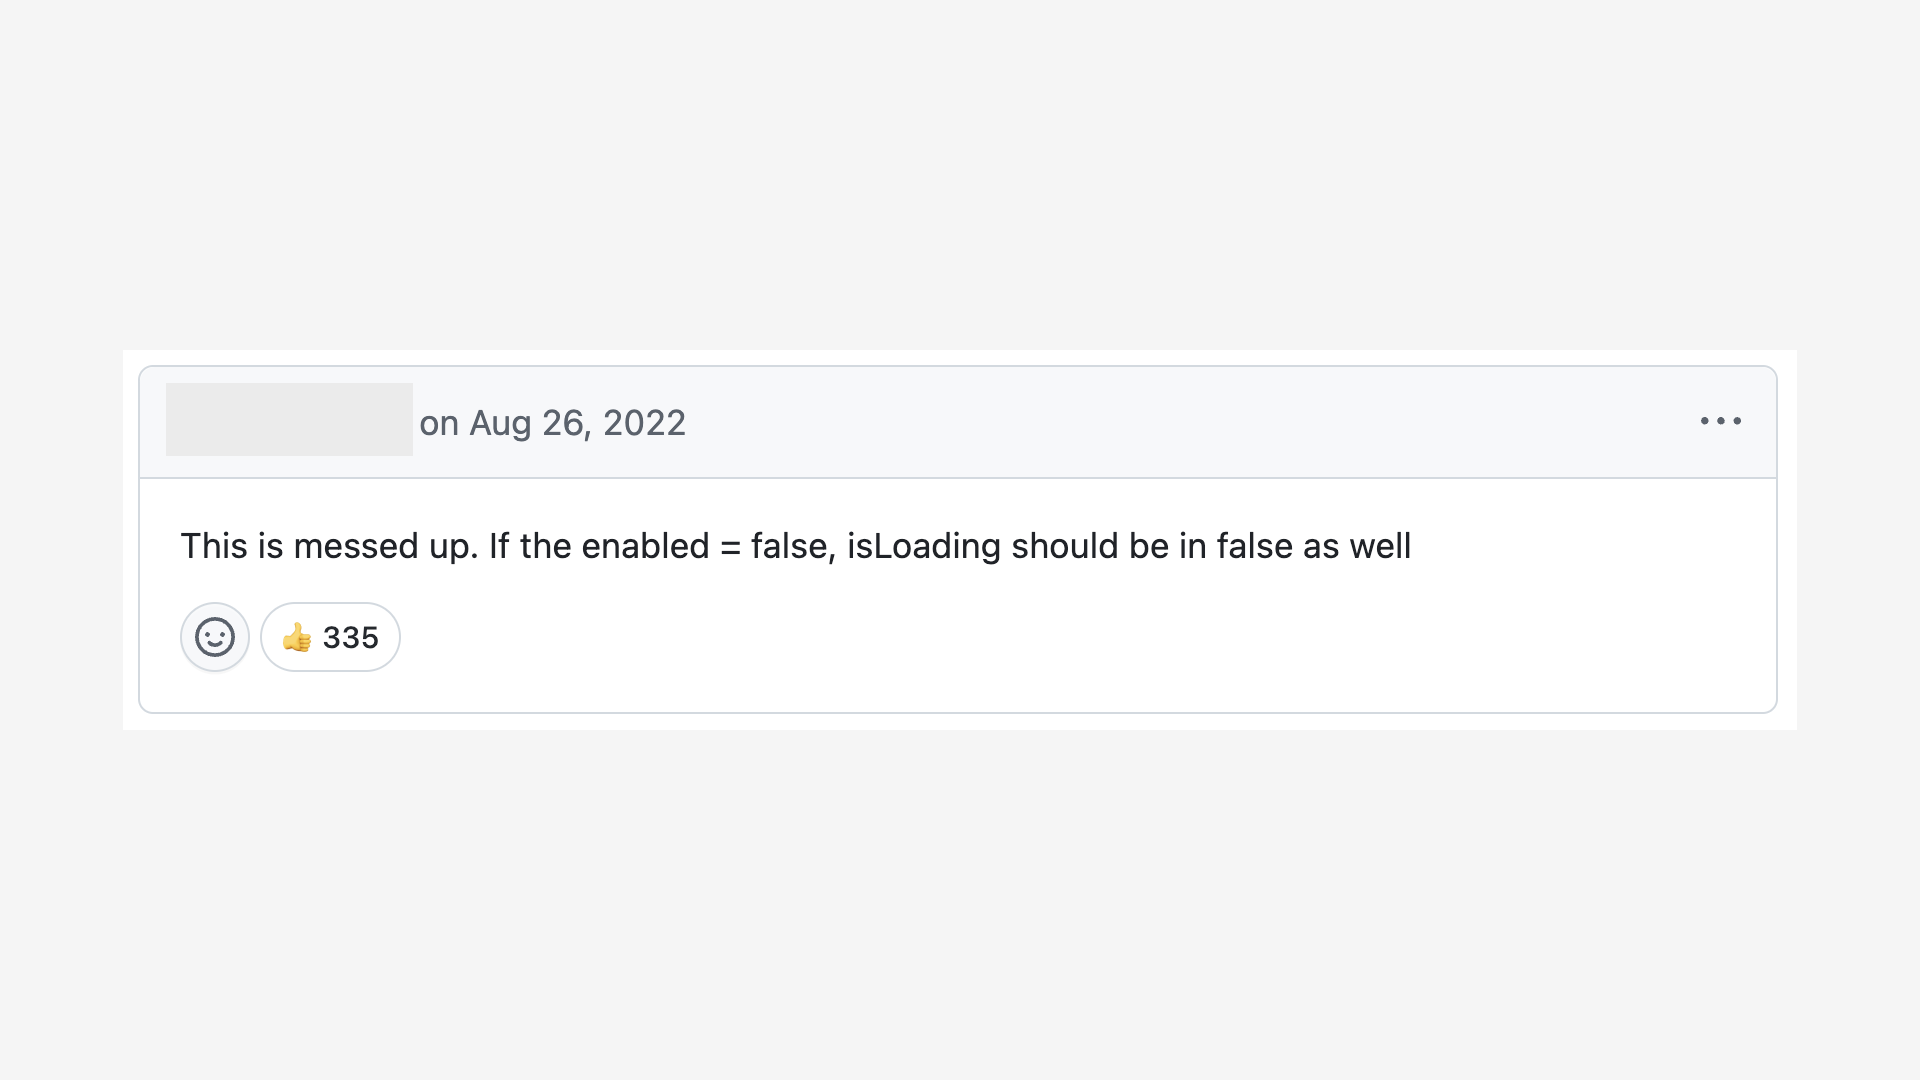 on Aug 26, 2022
This is messed up. If the enabled = false, isLoading should be in false as well
👍 335